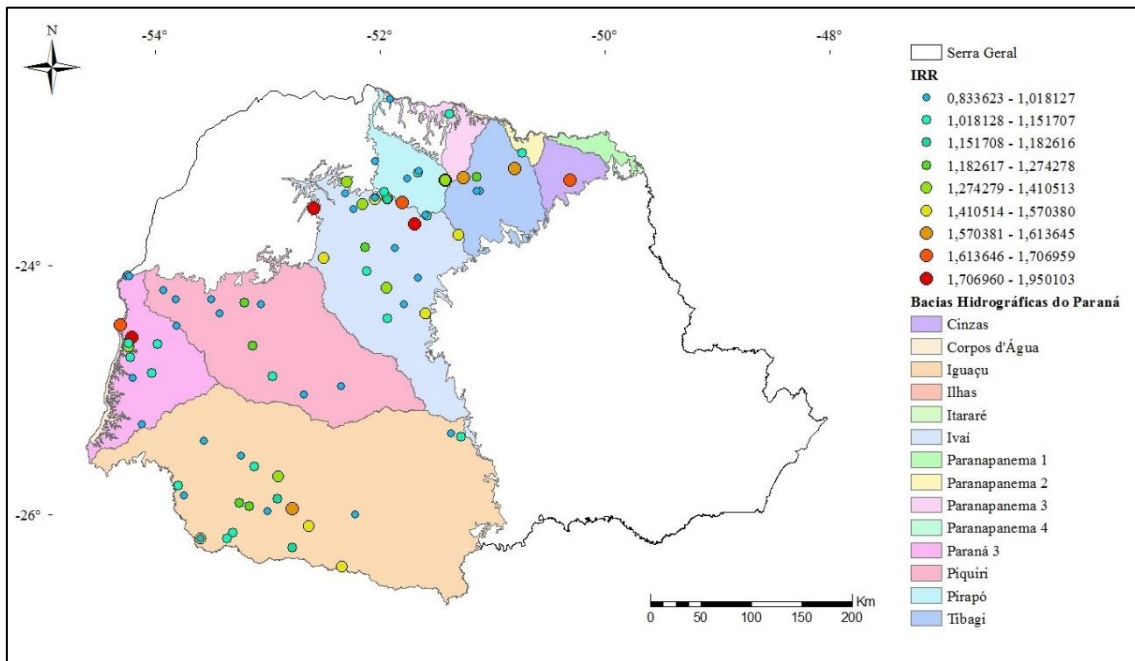 N
-54°
-52°
-50°
-48°
-24°
-26°
Serra Geral
IRR
0,833623 - 1,018127
1,018128 - 1,151707
1,151708 - 1,182616
1,182617 - 1,274278
1,274279 - 1,410513
1,410514 - 1,570380
1,570381 - 1,613645
1,613646 - 1,706959
1,706960 - 1,950103
Bacias Hidrográficas do Paraná
Cinzas
Corpos d'Água
Iguaçu
Ilhas
Itararé
Ivaí
Paranapanema 1
Paranapanema 2
Paranapanema 3
Paranapanema 4
Paraná 3
Piquiri
Pirapó
Tibagi
Km
0 50 100 150 200